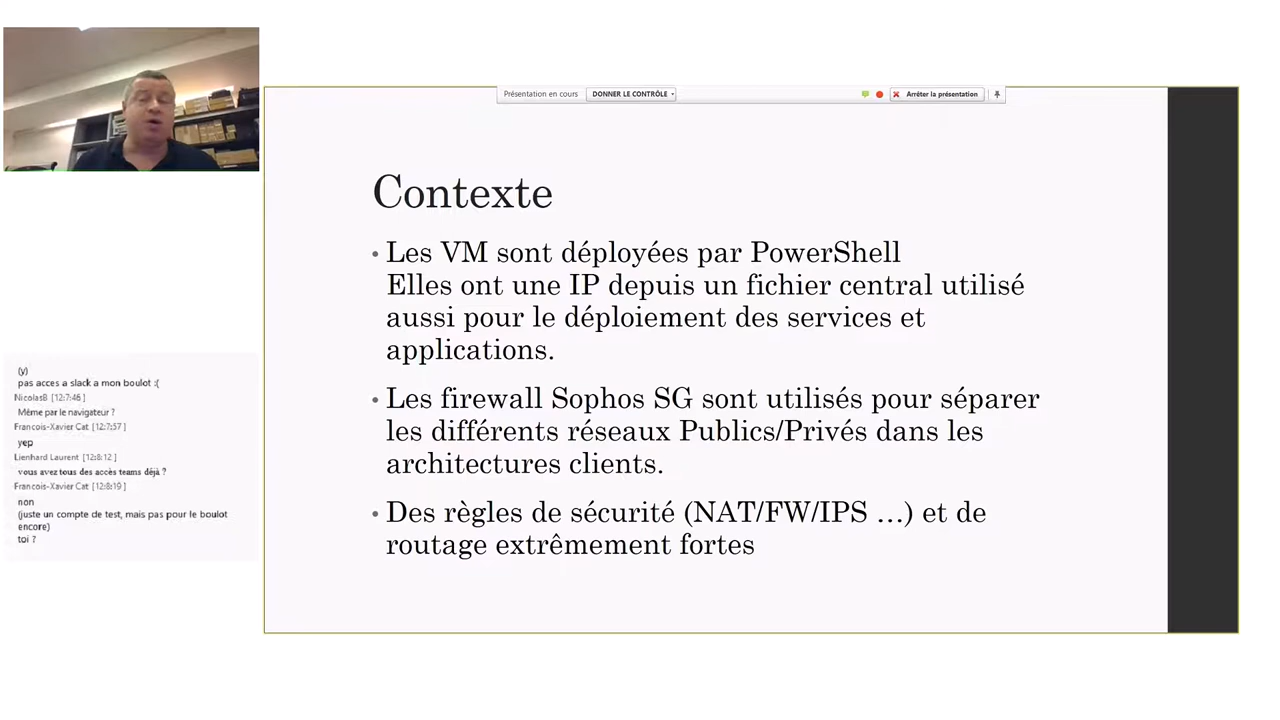 Présentation en cours
DONNER LE CONTRÔLE
Arrêter la présentation
Contexte
• Les VM sont déployées par PowerShell
Elles ont une IP depuis un fichier central utilisé
aussi pour le déploiement des services et
applications.
• Les firewall Sophos SG sont utilisés pour séparer
les différents réseaux Publics/Privés dans les
architectures clients.
• Des règles de sécurité (NAT/FW/IPS …) et de
routage extrêmement fortes
(y)
pas acces a slack a mon boulot :(
NicolasB [12:7:46]
Même par le navigateur ?
Francois-Xavier Cat [12:7:57]
yep
Lienhard Laurent [12:8:12]
vous avez tous des accès teams déjà ?
Francois-Xavier Cat [12:8:19]
non
(juste un compte de test, mais pas pour le boulot
encore)
toi ?